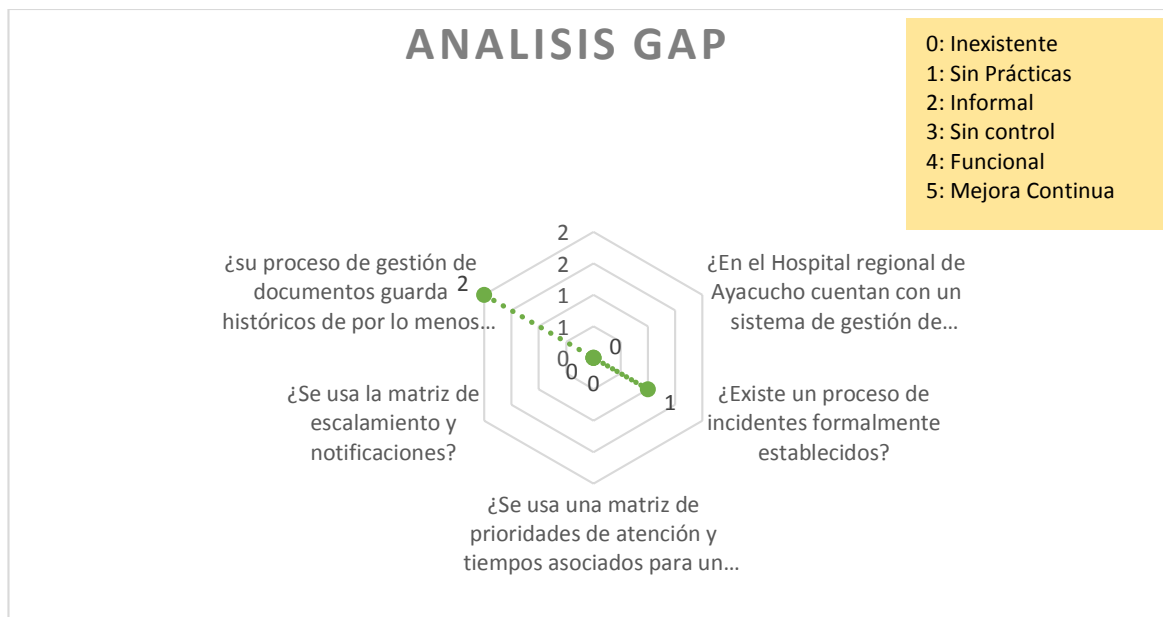 ANALISIS GAP
0: Inexistente
1: Sin Prácticas
2: Informal
3: Sin control
4: Funcional
5: Mejora Continua
2
2
1
1
0
¿En el Hospital regional de
Ayacucho cuentan con un
sistema de gestión de...
¿Existe un proceso de
incidentes formalmente
establecidos?
¿Se usa una matriz de
prioridades de atención y
tiempos asociados para un...
¿Se usa la matriz de
escalamiento y
notificaciones?
¿su proceso de gestión de
documentos guarda
históricos de por lo menos...
0
1
0
0
2